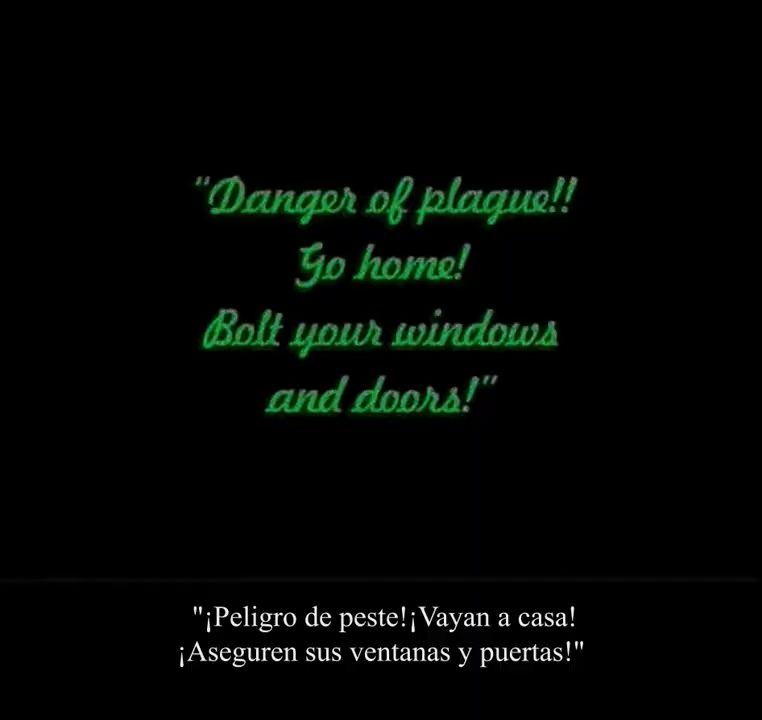 "Danger of plague!!
Go home!
Bolt your windows
and doors!"
"¡Peligro de peste!¡Vayan a casa!
¡Aseguren sus ventanas y puertas!"